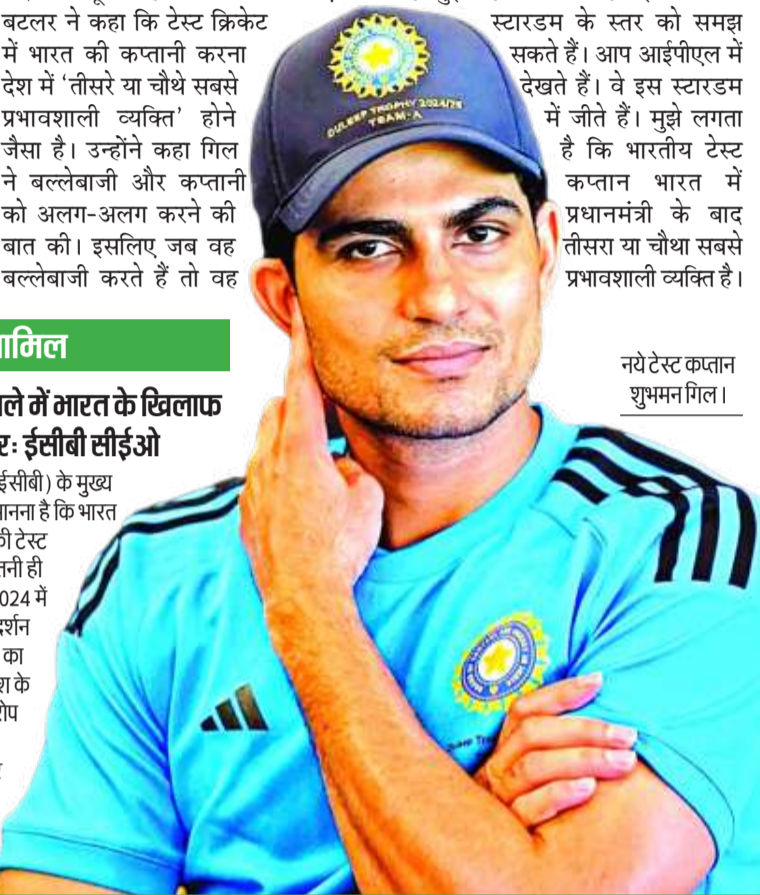 बटलर ने कहा कि टेस्ट क्रिकेट
में भारत की कप्तानी करना
देश में ‘तीसरे या चौथे सबसे
प्रभावशाली व्यक्ति’ होने
जैसा है। उन्होंने कहा गिल
ने बल्लेबाजी और कप्तानी
को अलग-अलग करने की
बात की। इसलिए जब वह
बल्लेबाजी करते हैं तो वह
स्टारडम के स्तर को समझ
सकते हैं। आप आईपीएल में
देखते हैं। वे इस स्टारडम
में जीते हैं। मुझे लगता
है कि भारतीय टेस्ट
कप्तान भारत में
प्रधानमंत्री के बाद
तीसरा या चौथा सबसे
प्रभावशाली व्यक्ति है।
DULEEP TROPHY 2024/25
TEAM-A
नये टेस्ट कप्तान
शुभमन गिल।
में भारत के खिलाफ
ईसीबी सीईओ
ईसीबी) के मुख्य
है कि भारत
की टेस्ट
ही
में
का
के